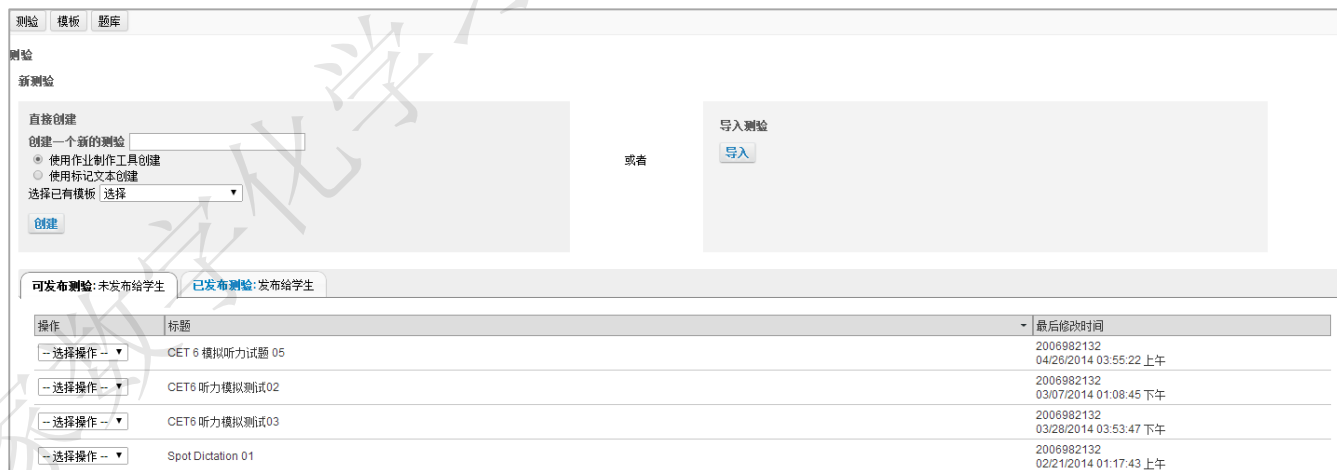 测验 模板 题库
测验
新测验
直接创建
创建一个新的测验
使用作业制作工具创建
使用标记文本创建
选择已有模板 选择
创建
或者
导入测验
导入
可发布测验:未发布给学生 已发布测验:发布给学生
操作 标题 最后修改时间
-- 选择操作 -- CET 6 模拟听力试题 05 2006982132
04/26/2014 03:55:22 上午
-- 选择操作 -- CET6 听力模拟测试02 2006982132
03/07/2014 01:08:45 下午
-- 选择操作 -- CET6 听力模拟测试03 2006982132
03/28/2014 03:53:47 下午
-- 选择操作 -- Spot Dictation 01 2006982132
02/21/2014 01:17:43 上午
数字化学